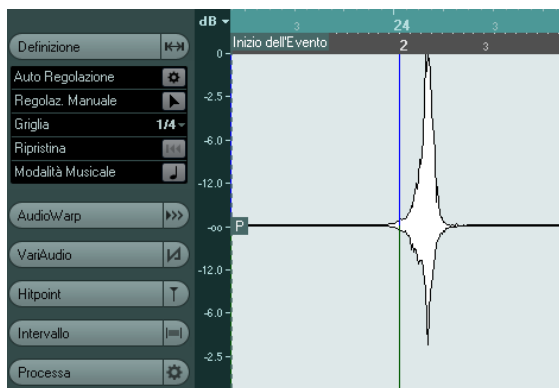 dB
3
24
3
Inizio dell'Evento
2
3
Definizione
Auto Regolazione
Regolaz. Manuale
Griglia 1/4
Ripristina
Modalità Musicale
AudioWarp
VariAudio
Hitpoint
Intervallo
Processa
0
-2.5
-6.0
-12.0
-∞
-12.0
-6.0
-2.5
P